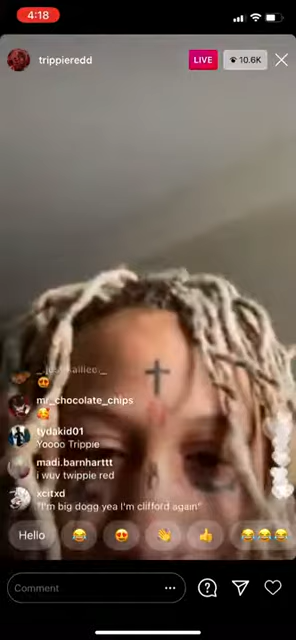 4:18
trippieredd
LIVE
10.6K
mr_chocolate_chips
tydakid01
Yoooo Trippie
madi.barnharttt
i wuv twippie red
xcitxd
"I'm big dogg yea I'm clifford again"
Hello
Comment